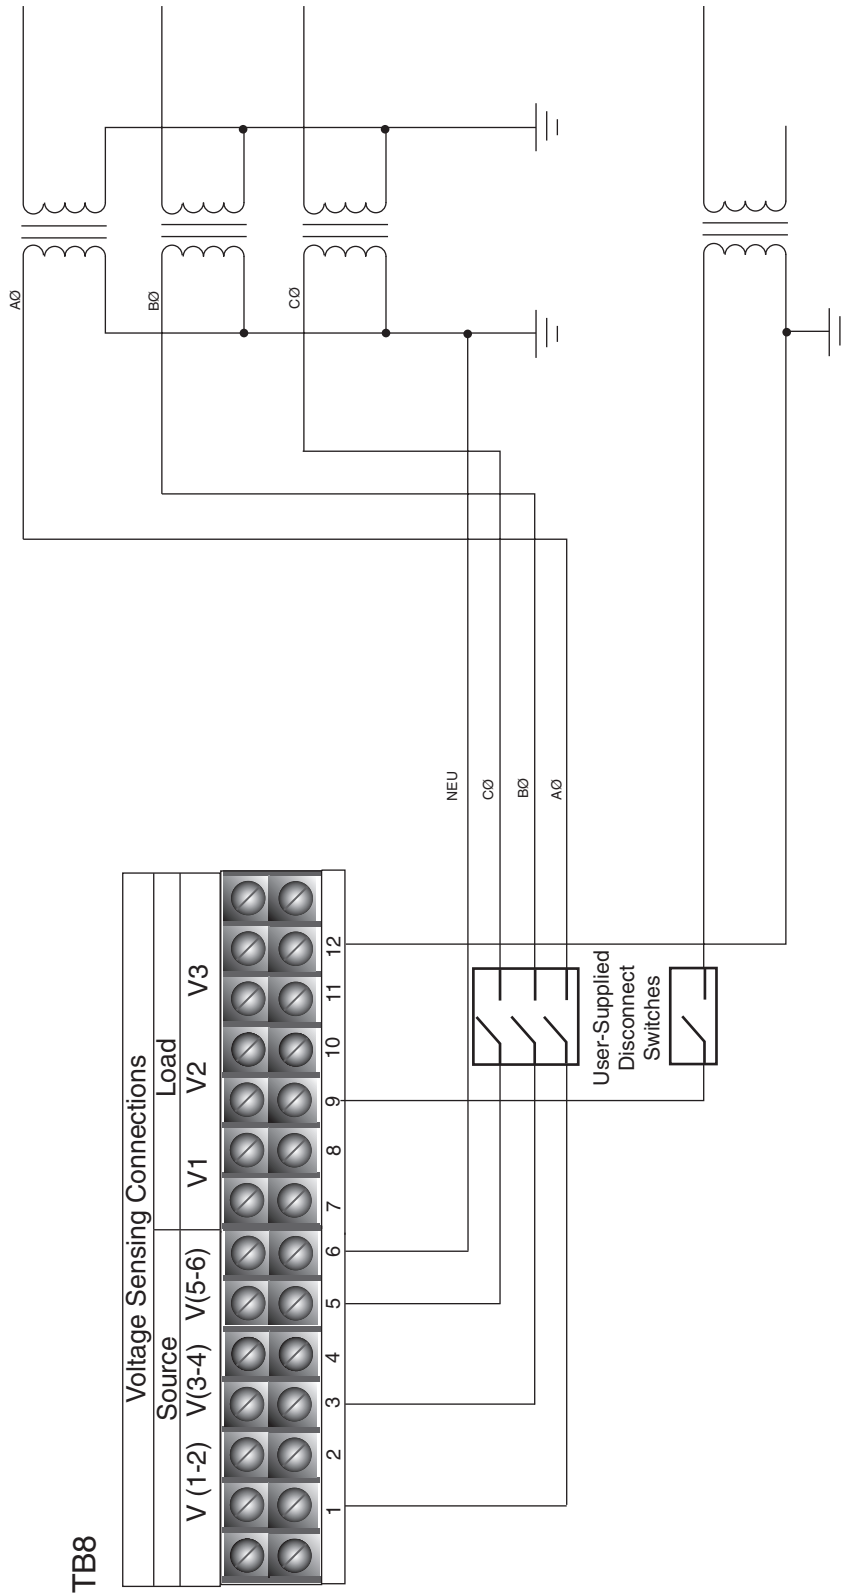 TB8
Voltage Sensing Connections
Source
Load
V (1-2)
V(3-4)
V(5-6)
V1
V2
V3
1
2
3
4
5
6
7
8
9
10
11
12
User-Supplied
Disconnect
Switches
NEU
CØ
BØ
AØ
AØ
BØ
CØ